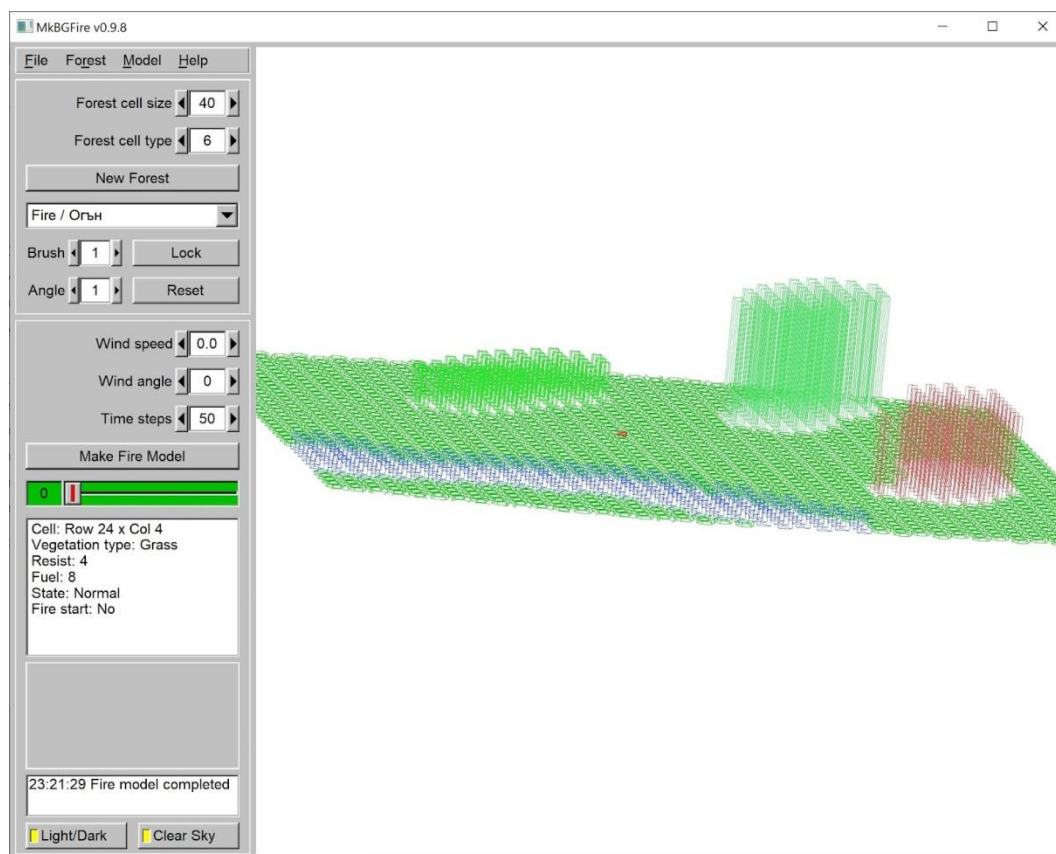 MkBGFire v0.9.8
File Forest Model Help
Forest cell size 40
Forest cell type 6
New Forest
Fire / Огън
Brush 1 Lock
Angle 1 Reset
Wind speed 0.0
Wind angle 0
Time steps 50
Make Fire Model
0
Cell: Row 24 x Col 4
Vegetation type: Grass
Resist: 4
Fuel: 8
State: Normal
Fire start: No
23:21:29 Fire model completed
Light/Dark Clear Sky